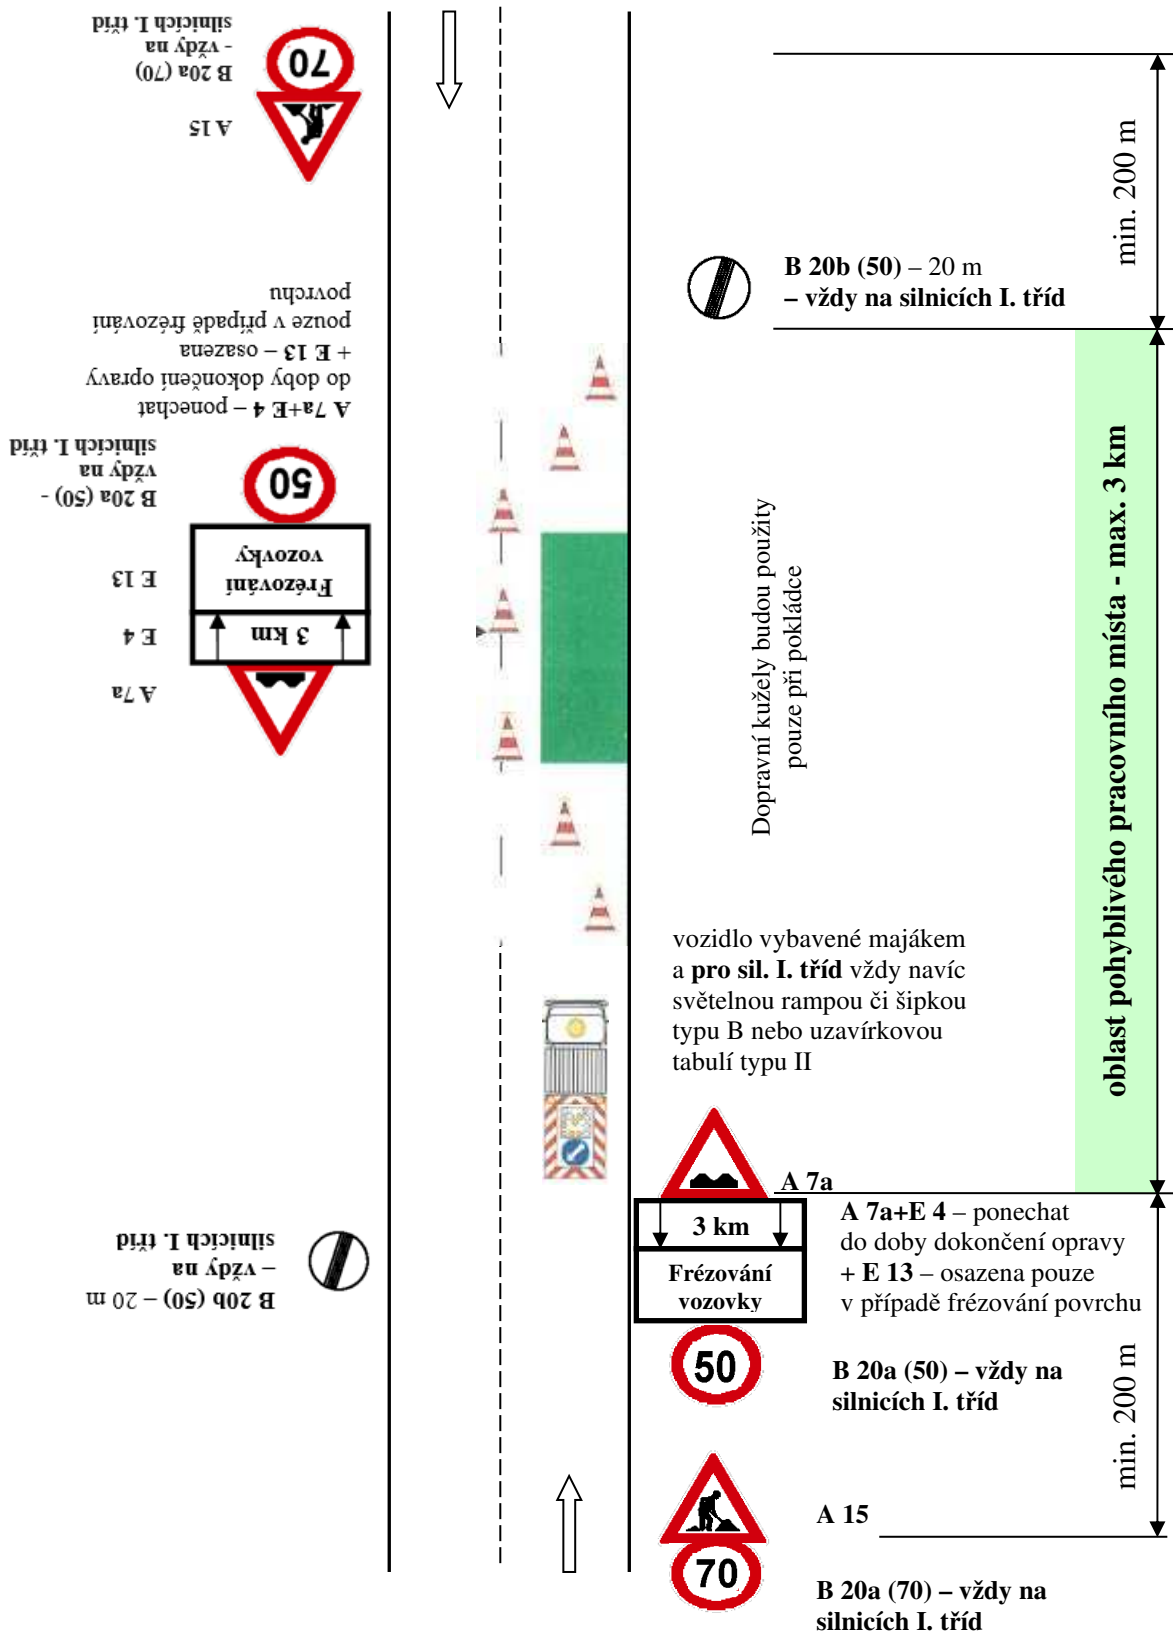 B 20a (70)
- vždy na
silnicích I. tříd
70
A 15
A 7a+E 4 – ponechat
do doby dokončení opravy
+ E 13 – osazena
pouze v případě frézování
povrchu
B 20a (50) -
vždy na
silnicích I. tříd
50
E 13
Frézování
vozovky
E 4
3 km
A 7a
B 20b (50) – 20 m
– vždy na
silnicích I. tříd
min. 200 m
B 20b (50) – 20 m
– vždy na silnicích I. tříd
Dopravní kužely budou použity
pouze při pokládce
oblast pohyblivého pracovního místa - max. 3 km
vozidlo vybavené majákem
a pro sil. I. tříd vždy navíc
světelnou rampou či šipkou
typu B nebo uzavírkovou
tabulí typu II
A 7a
3 km
Frézování
vozovky
A 7a+E 4 – ponechat
do doby dokončení opravy
+ E 13 – osazena pouze
v případě frézování povrchu
50
B 20a (50) – vždy na
silnicích I. tříd
min. 200 m
A 15
70
B 20a (70) – vždy na
silnicích I. tříd